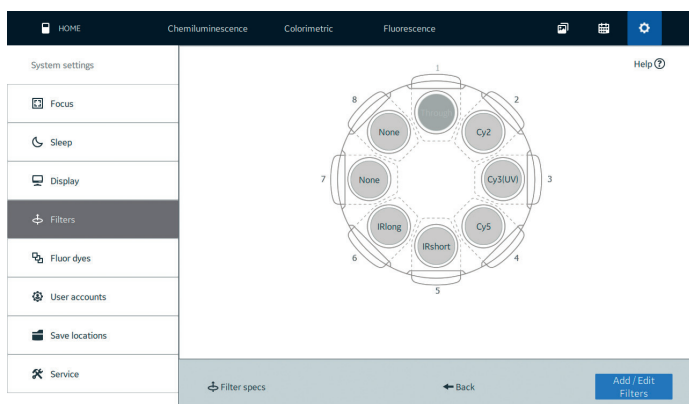 HOME
Chemiluminescence
Colorimetric
Fluorescence
System settings
Help ?
Focus
Sleep
Display
Filters
Fluor dyes
User accounts
Save locations
Service
1
2
3
4
5
6
7
8
Through
Cy2
Cy3(UV)
Cy5
IRshort
IRlong
None
None
Filter specs
Back
Add / Edit
Filters